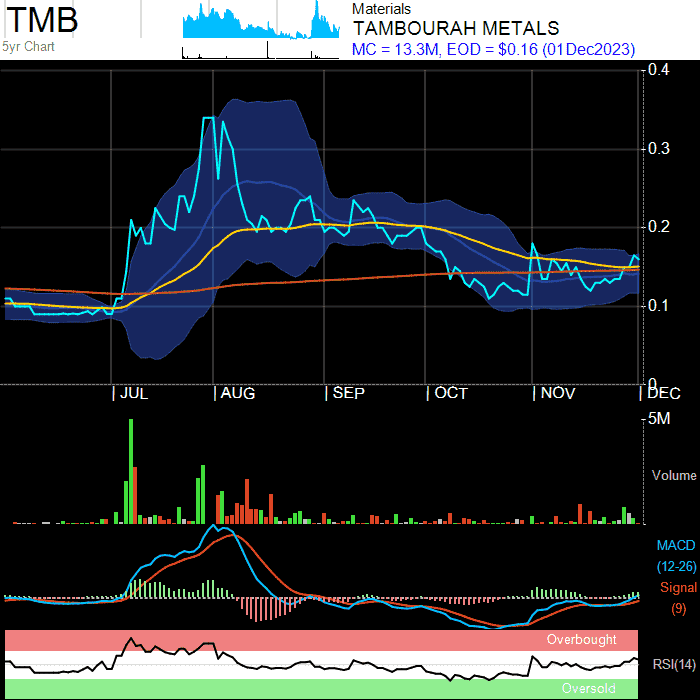 TMB
5yr Chart
Materials
TAMBOURAH METALS
MC = 13.3M, EOD = $0.16 (01Dec2023)
0.4
0.3
0.2
0.1
0
JUL AUG SEP OCT NOV DEC
5M
Volume
MACD
(12-26)
Signal
(9)
Overbought
RSI(14)
Oversold